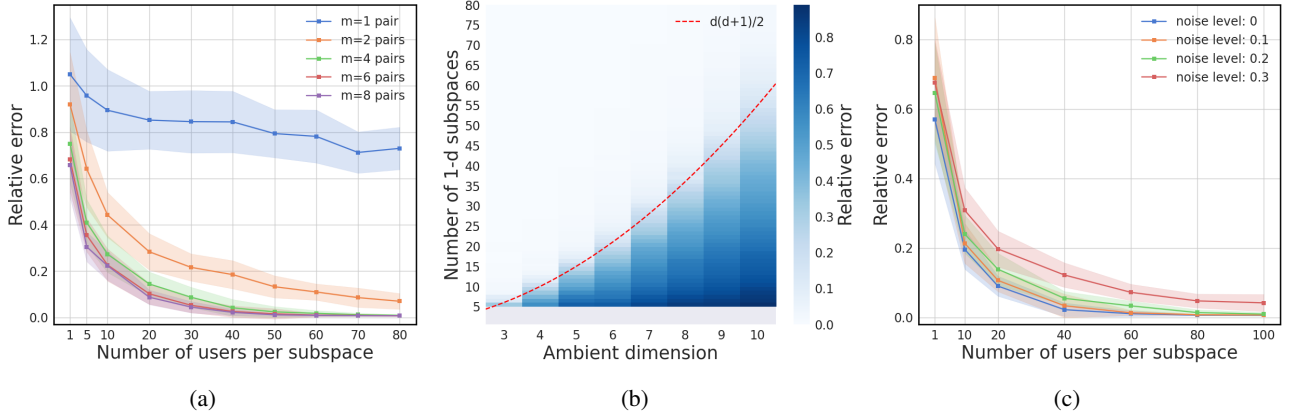 m=1 pair
m=2 pairs
m=4 pairs
m=6 pairs
m=8 pairs
1.2
1.0
0.8
0.6
0.4
0.2
0.0
Relative error
1 5 10 20 30 40 50 60 70 80
Number of users per subspace
(a)
d(d+1)/2
80
75
70
65
60
55
50
45
40
35
30
25
20
15
10
5
Number of 1-d subspaces
3 4 5 6 7 8 9 10
Ambient dimension
0.8
0.7
0.6
0.5
0.4
0.3
0.2
0.1
0.0
Relative error
(b)
noise level: 0
noise level: 0.1
noise level: 0.2
noise level: 0.3
0.8
0.6
0.4
0.2
0.0
Relative error
1 10 20 40 60 80 100
Number of users per subspace
(c)